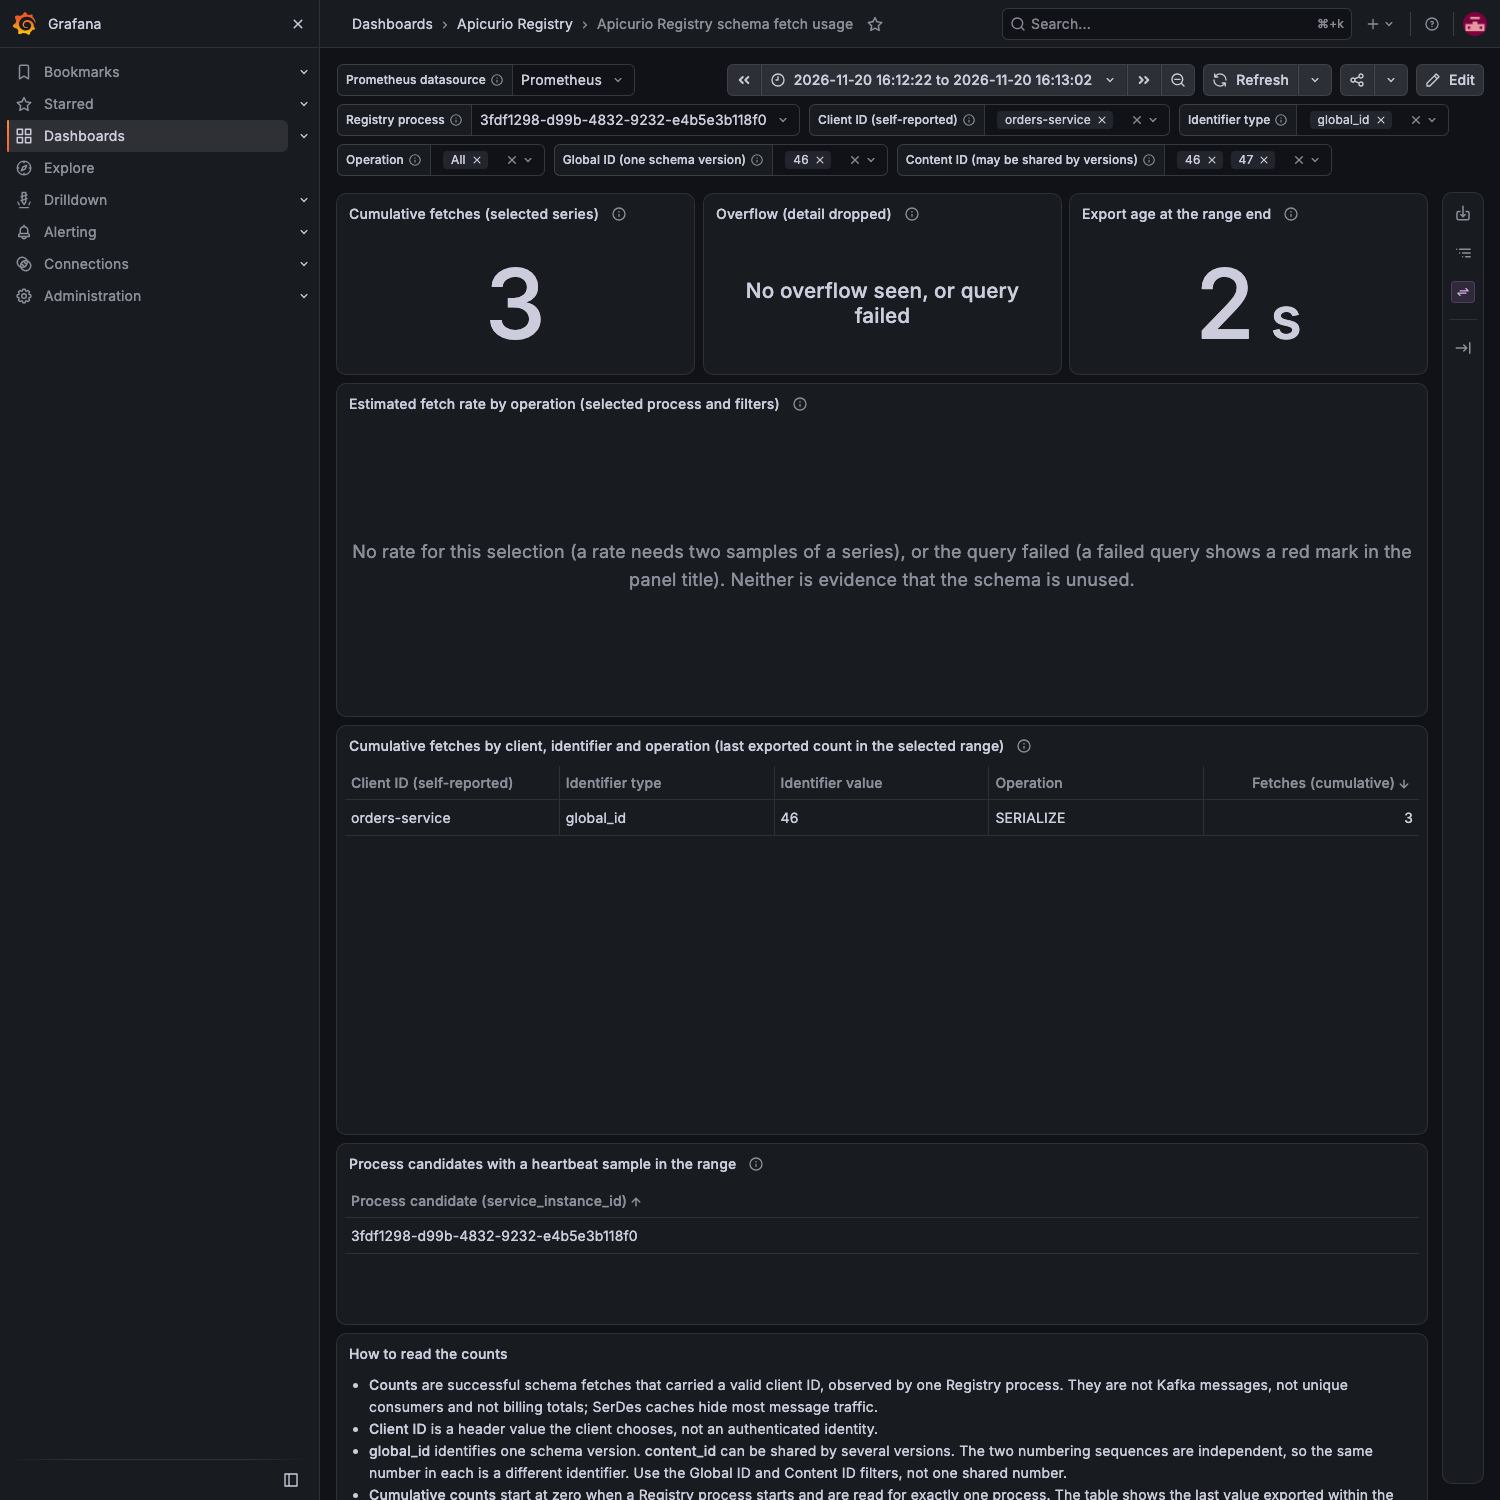 Grafana
Dashboards › Apicurio Registry › Apicurio Registry schema fetch usage
Search...
⌘+k
Bookmarks
Starred
Dashboards
Explore
Drilldown
Alerting
Connections
Administration
Prometheus datasource
Prometheus
2026-11-20 16:12:22 to 2026-11-20 16:13:02
Refresh
Edit
Registry process
3fdf1298-d99b-4832-9232-e4b5e3b118f0
Client ID (self-reported)
orders-service
Identifier type
global_id
Operation
All
Global ID (one schema version)
46
Content ID (may be shared by versions)
46
47
Cumulative fetches (selected series)
3
Overflow (detail dropped)
No overflow seen, or query
failed
Export age at the range end
2 s
Estimated fetch rate by operation (selected process and filters)
No rate for this selection (a rate needs two samples of a series), or the query failed (a failed query shows a red mark in the
panel title). Neither is evidence that the schema is unused.
Cumulative fetches by client, identifier and operation (last exported count in the selected range)
Client ID (self-reported) Identifier type Identifier value Operation Fetches (cumulative)
orders-service global_id 46 SERIALIZE 3
Process candidates with a heartbeat sample in the range
Process candidate (service_instance_id)
3fdf1298-d99b-4832-9232-e4b5e3b118f0
How to read the counts
• Counts are successful schema fetches that carried a valid client ID, observed by one Registry process. They are not Kafka messages, not unique
consumers and not billing totals; SerDes caches hide most message traffic.
• Client ID is a header value the client chooses, not an authenticated identity.
• global_id identifies one schema version. content_id can be shared by several versions. The two numbering sequences are independent, so the same
number in each is a different identifier. Use the Global ID and Content ID filters, not one shared number.
• Cumulative counts start at zero when a Registry process starts and are read for exactly one process. The table shows the last value exported within the